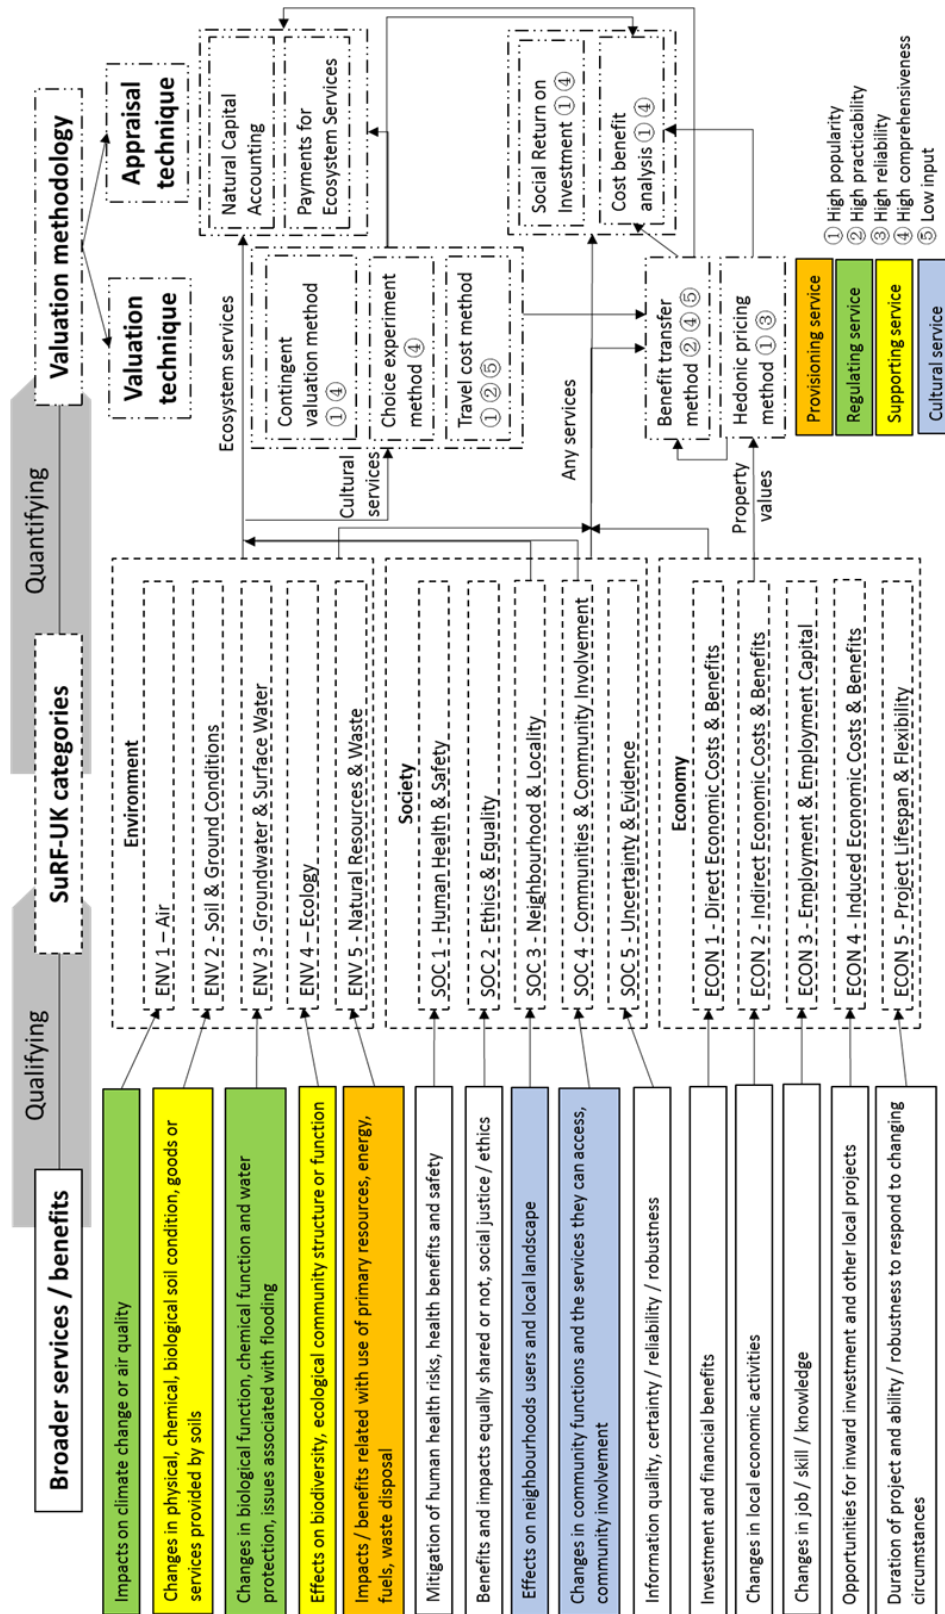 Broader services / benefits
Qualifying
SuRF-UK categories
Quantifying
Valuation methodology
Valuation
technique
Appraisal
technique
Impacts on climate change or air quality
Changes in physical, chemical, biological soil condition, goods or
services provided by soils
Changes in biological function, chemical function and water
protection, issues associated with flooding
Effects on biodiversity, ecological community structure or function
Impacts / benefits related with use of primary resources, energy,
fuels, waste disposal
Mitigation of human health risks, health benefits and safety
Benefits and impacts equally shared or not, social justice / ethics
Effects on neighbourhoods users and local landscape
Changes in community functions and the services they can access,
community involvement
Information quality, certainty / reliability / robustness
Investment and financial benefits
Changes in local economic activities
Changes in job / skill / knowledge
Opportunities for inward investment and other local projects
Duration of project and ability / robustness to respond to changing
circumstances
Environment
ENV 1 – Air
ENV 2 - Soil & Ground Conditions
ENV 3 - Groundwater & Surface Water
ENV 4 – Ecology
ENV 5 - Natural Resources & Waste
Society
SOC 1 - Human Health & Safety
SOC 2 - Ethics & Equality
SOC 3 - Neighbourhood & Locality
SOC 4 - Communities & Community Involvement
SOC 5 - Uncertainty & Evidence
Economy
ECON 1 - Direct Economic Costs & Benefits
ECON 2 - Indirect Economic Costs & Benefits
ECON 3 - Employment & Employment Capital
ECON 4 - Induced Economic Costs & Benefits
ECON 5 - Project Lifespan & Flexibility
Ecosystem services
Cultural
services
Any services
Property
values
Contingent
valuation method
① ④
Choice experiment
method ④
Travel cost method
① ② ⑤
Benefit transfer
method ② ④ ⑤
Hedonic pricing
method ① ③
Natural Capital
Accounting
Payments for
Ecosystem Services
Social Return on
Investment ① ④
Cost benefit
analysis ① ④
Provisioning service
Regulating service
Supporting service
Cultural service
① High popularity
② High practicability
③ High reliability
④ High comprehensiveness
⑤ Low input